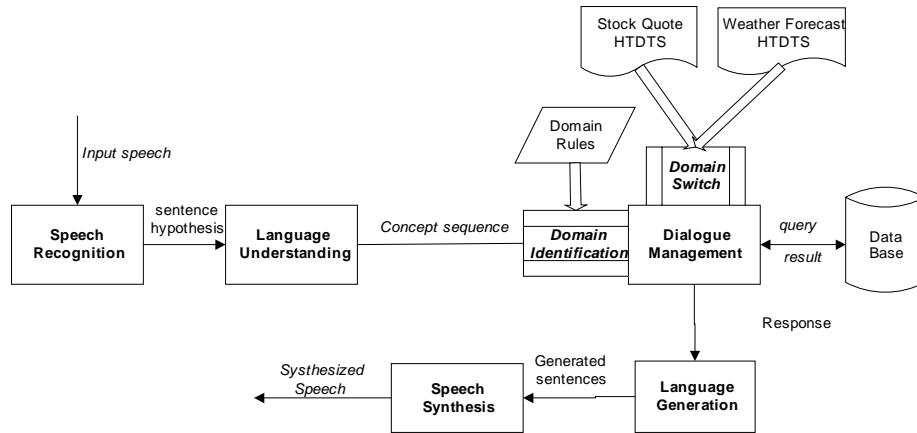 Stock Quote
HTDTS
Weather Forecast
HTDTS
Domain
Rules
Input speech
Domain
Switch
Speech
Recognition
sentence
hypothesis
Language
Understanding
Concept sequence
Domain
Identification
Dialogue
Management
query
result
Data
Base
Response
Systhesized
Speech
Speech
Synthesis
Generated
sentences
Language
Generation